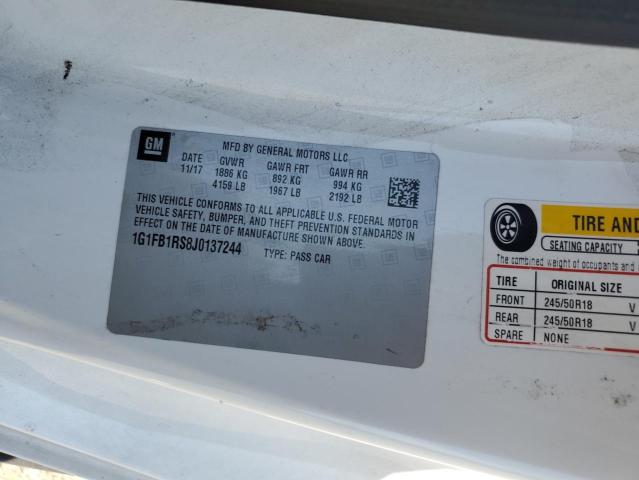 GM
MFD BY GENERAL MOTORS LLC
DATE GVWR GAWR FRT GAWR RR
11/17 1886 KG 892 KG 994 KG
4159 LB 1967 LB 2192 LB
THIS VEHICLE CONFORMS TO ALL APPLICABLE U.S. FEDERAL MOTOR
VEHICLE SAFETY, BUMPER, AND THEFT PREVENTION STANDARDS IN
EFFECT ON THE DATE OF MANUFACTURE SHOWN ABOVE.
1G1FB1RS8J0137244 TYPE: PASS CAR
TIRE AND
SEATING CAPACITY
The combined weight of occupants and
TIRE ORIGINAL SIZE
FRONT 245/50R18 V
REAR 245/50R18 V
SPARE NONE